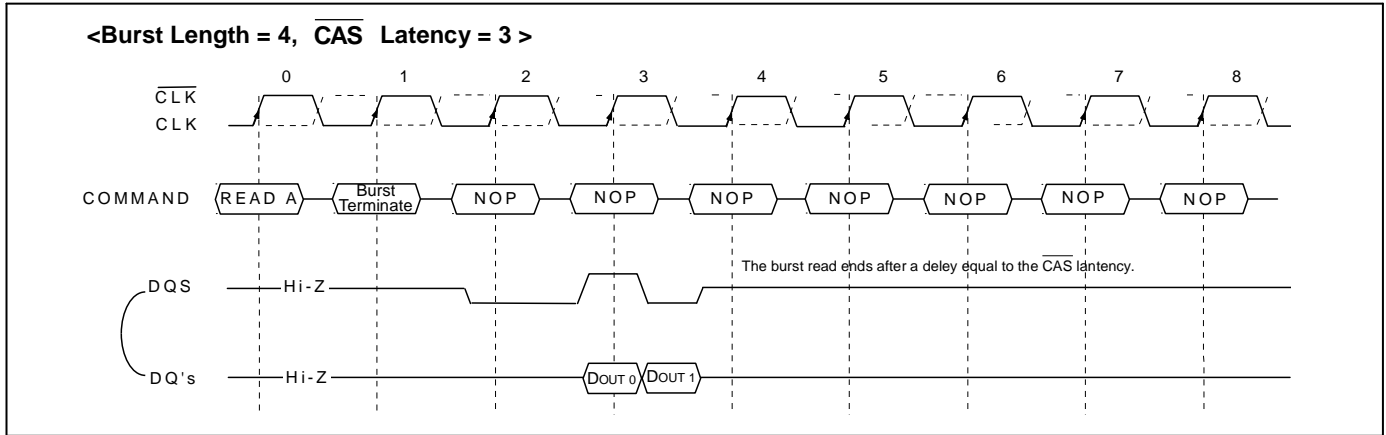 <Burst Length = 4, CAS Latency = 3 >
0 1 2 3 4 5 6 7 8
CLK
CLK
COMMAND READ A Burst Terminate NOP NOP NOP NOP NOP NOP NOP
The burst read ends after a deley equal to the CAS lantency.
DQS Hi-Z
DQ's Hi-Z DOUT 0 DOUT 1